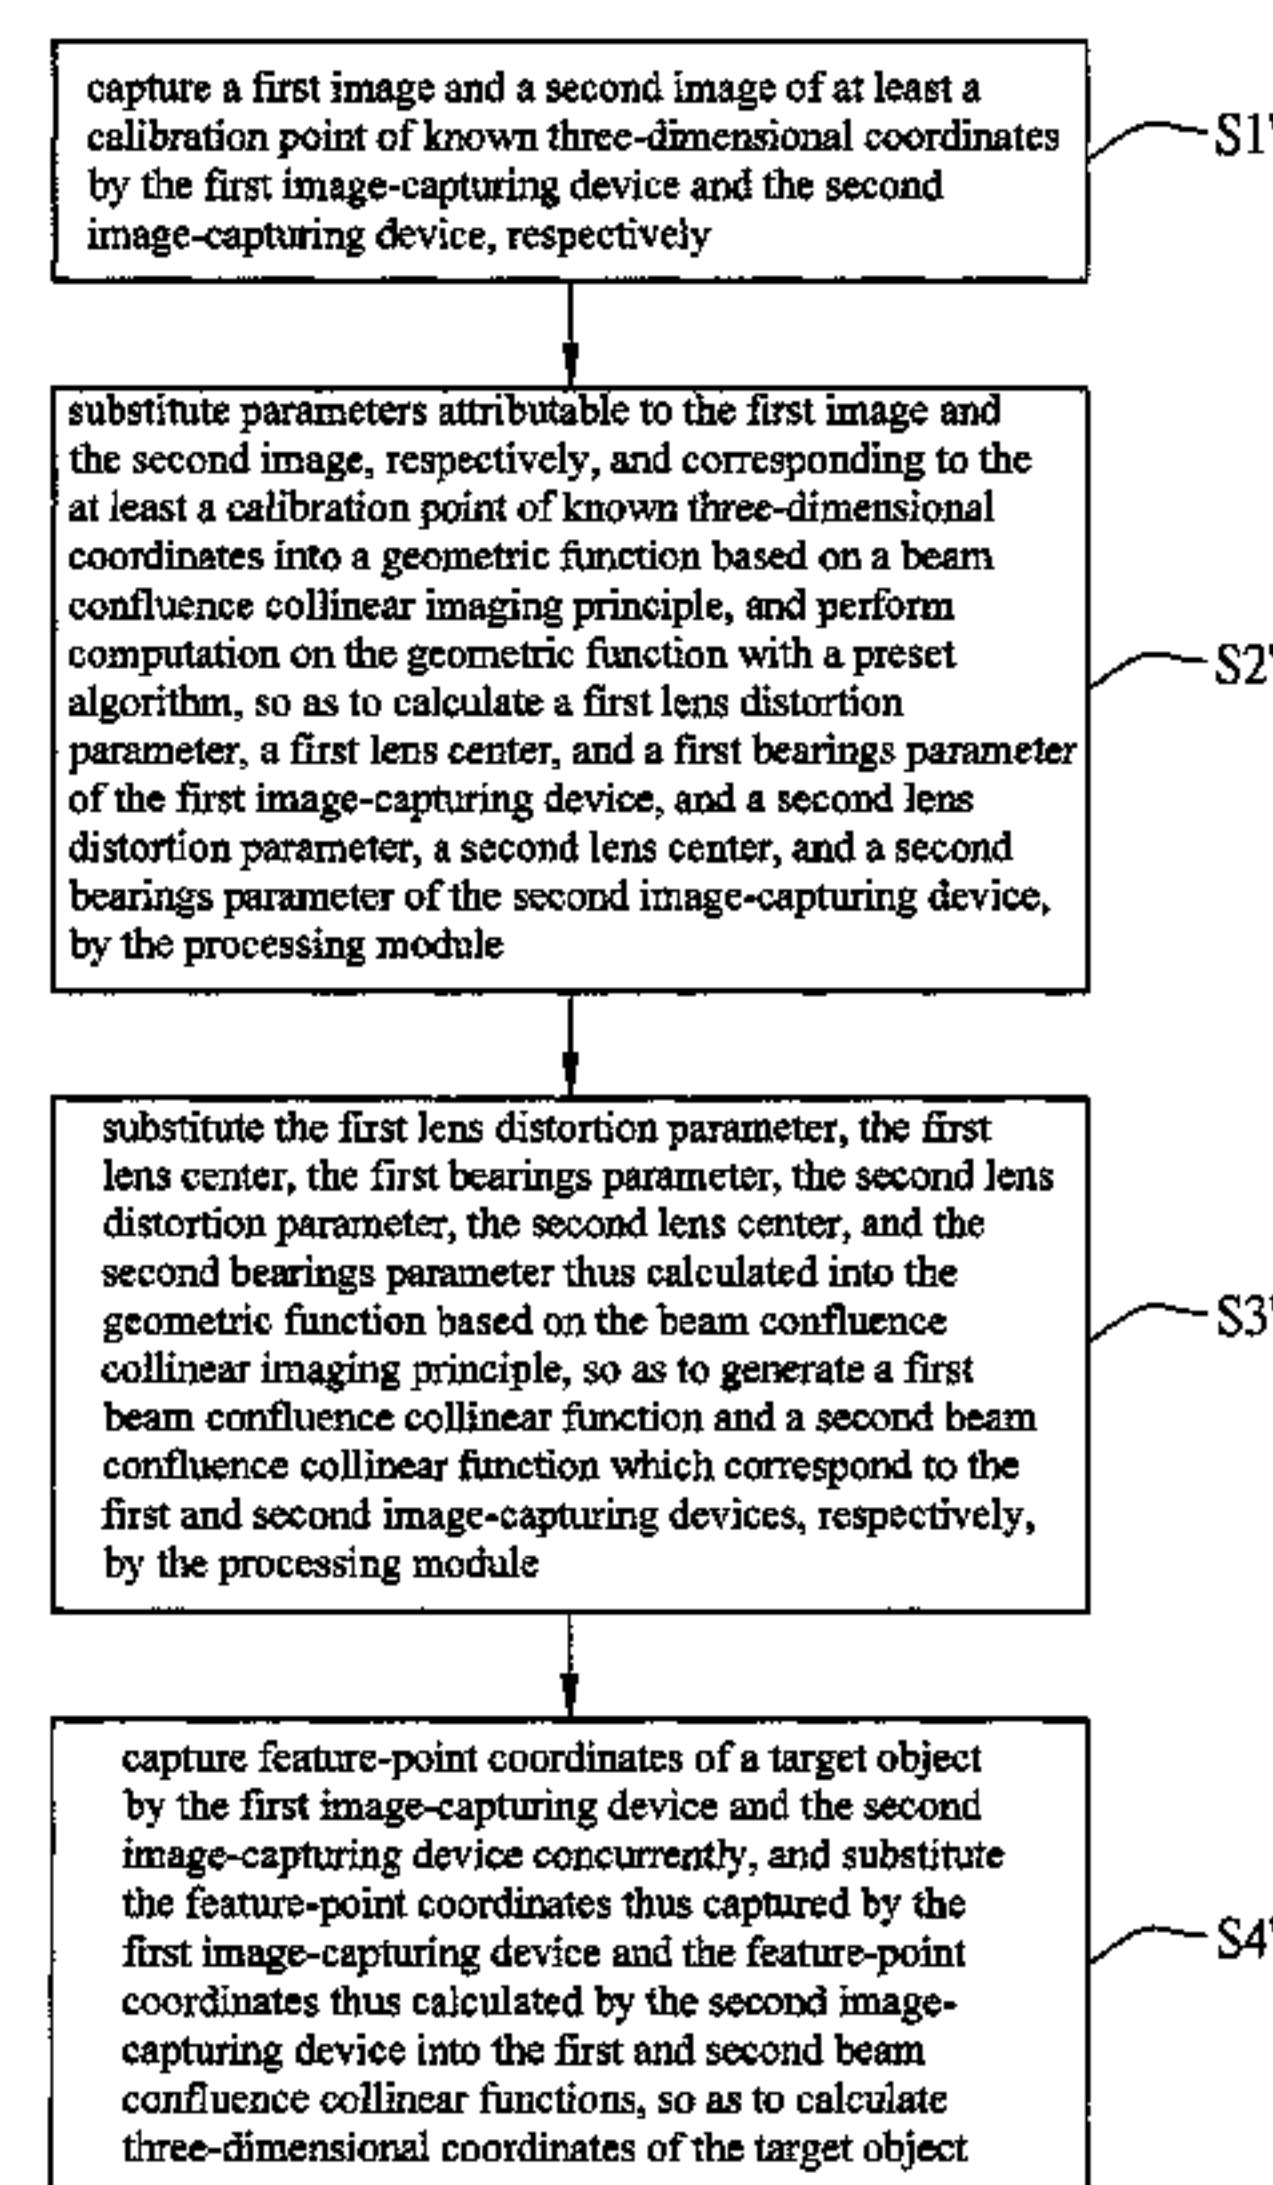 capture a first image and a second image of at least a
calibration point of known three-dimensional coordinates
by the first image-capturing device and the second
image-capturing device, respectively
S1'
substitute parameters attributable to the first image and
the second image, respectively, and corresponding to the
at least a calibration point of known three-dimensional
coordinates into a geometric function based on a beam
confluence collinear imaging principle, and perform
computation on the geometric function with a preset
algorithm, so as to calculate a first lens distortion
parameter, a first lens center, and a first bearings parameter
of the first image-capturing device, and a second lens
distortion parameter, a second lens center, and a second
bearings parameter of the second image-capturing device,
by the processing module
S2'
substitute the first lens distortion parameter, the first
lens center, the first bearings parameter, the second lens
distortion parameter, the second lens center, and the
second bearings parameter thus calculated into the
geometric function based on the beam confluence
collinear imaging principle, so as to generate a first
beam confluence collinear function and a second beam
confluence collinear function which correspond to the
first and second image-capturing devices, respectively,
by the processing module
S3'
capture feature-point coordinates of a target object
by the first image-capturing device and the second
image-capturing device concurrently, and substitute
the feature-point coordinates thus captured by the
first image-capturing device and the feature-point
coordinates thus calculated by the second image-
capturing device into the first and second beam
confluence collinear functions, so as to calculate
three-dimensional coordinates of the target object
S4'